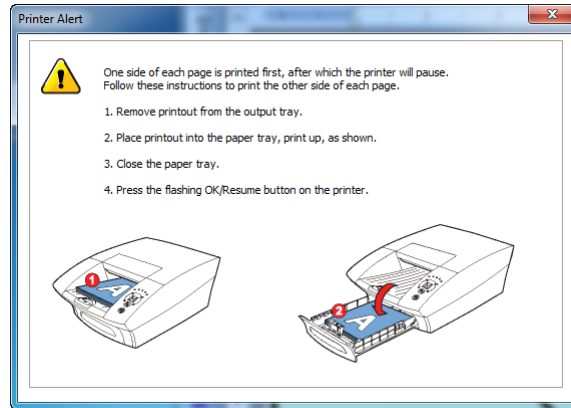 Printer Alert
One side of each page is printed first, after which the printer will pause.
Follow these instructions to print the other side of each page.
1. Remove printout from the output tray.
2. Place printout into the paper tray, print up, as shown.
3. Close the paper tray.
4. Press the flashing OK/Resume button on the printer.
1
A
2
A